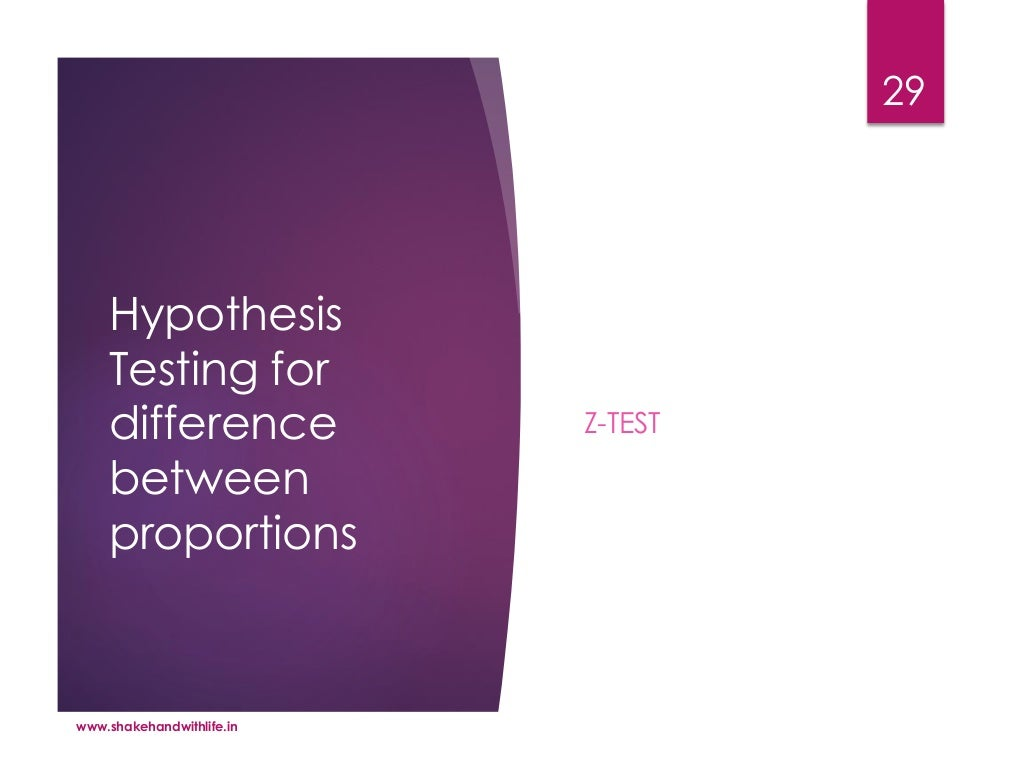 29
Hypothesis
Testing for
difference
between
proportions
Z-TEST
www.shakehandwithlife.in